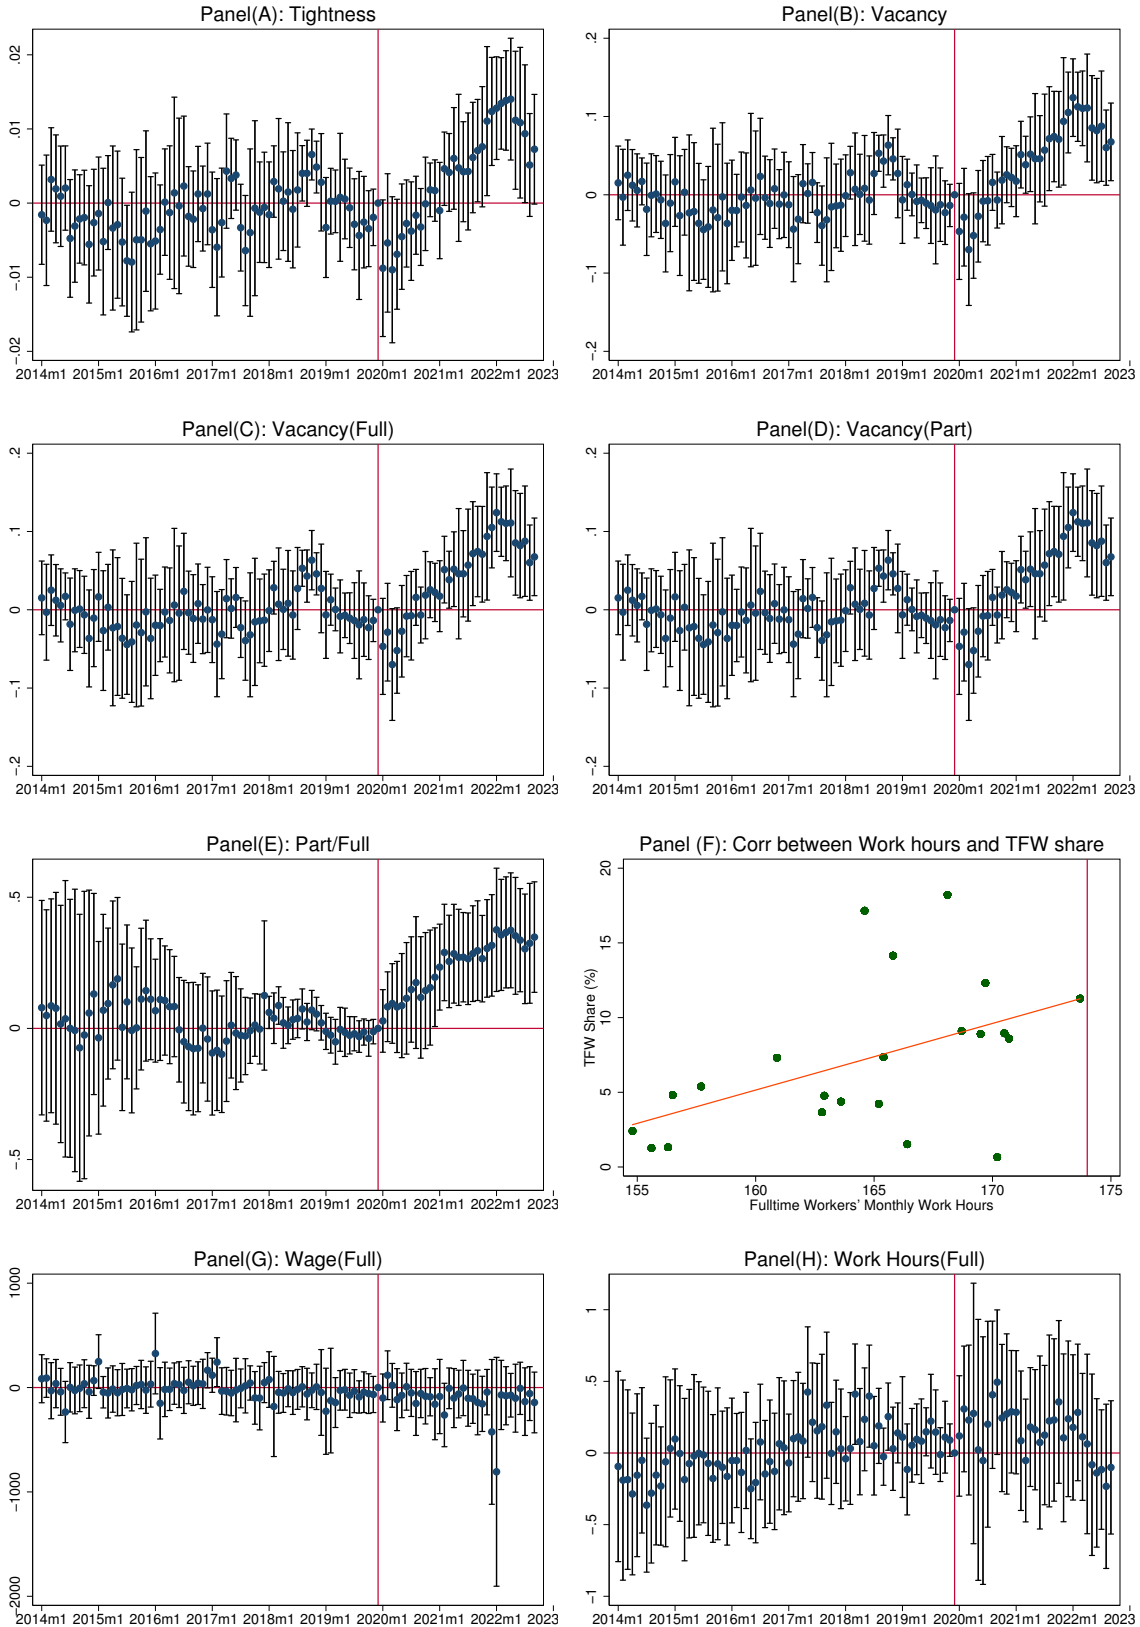 Panel(A): Tightness
.02
.01
0
-.01
-.02
2014m1 2015m1 2016m1 2017m1 2018m1 2019m1 2020m1 2021m1 2022m1 2023
Panel(B): Vacancy
.2
.1
0
-.1
-.2
2014m1 2015m1 2016m1 2017m1 2018m1 2019m1 2020m1 2021m1 2022m1 2023
Panel(C): Vacancy(Full)
.2
.1
0
-.1
-.2
2014m1 2015m1 2016m1 2017m1 2018m1 2019m1 2020m1 2021m1 2022m1 2023
Panel(D): Vacancy(Part)
.2
.1
0
-.1
-.2
2014m1 2015m1 2016m1 2017m1 2018m1 2019m1 2020m1 2021m1 2022m1 2023
Panel(E): Part/Full
.5
0
-.5
2014m1 2015m1 2016m1 2017m1 2018m1 2019m1 2020m1 2021m1 2022m1 2023
Panel (F): Corr between Work hours and TFW share
TFW Share (%)
20
15
10
5
0
155 160 165 170 175
Fulltime Workers' Monthly Work Hours
Panel(G): Wage(Full)
1000
0
-1000
-2000
2014m1 2015m1 2016m1 2017m1 2018m1 2019m1 2020m1 2021m1 2022m1 2023
Panel(H): Work Hours(Full)
1
.5
0
-.5
-1
2014m1 2015m1 2016m1 2017m1 2018m1 2019m1 2020m1 2021m1 2022m1 2023